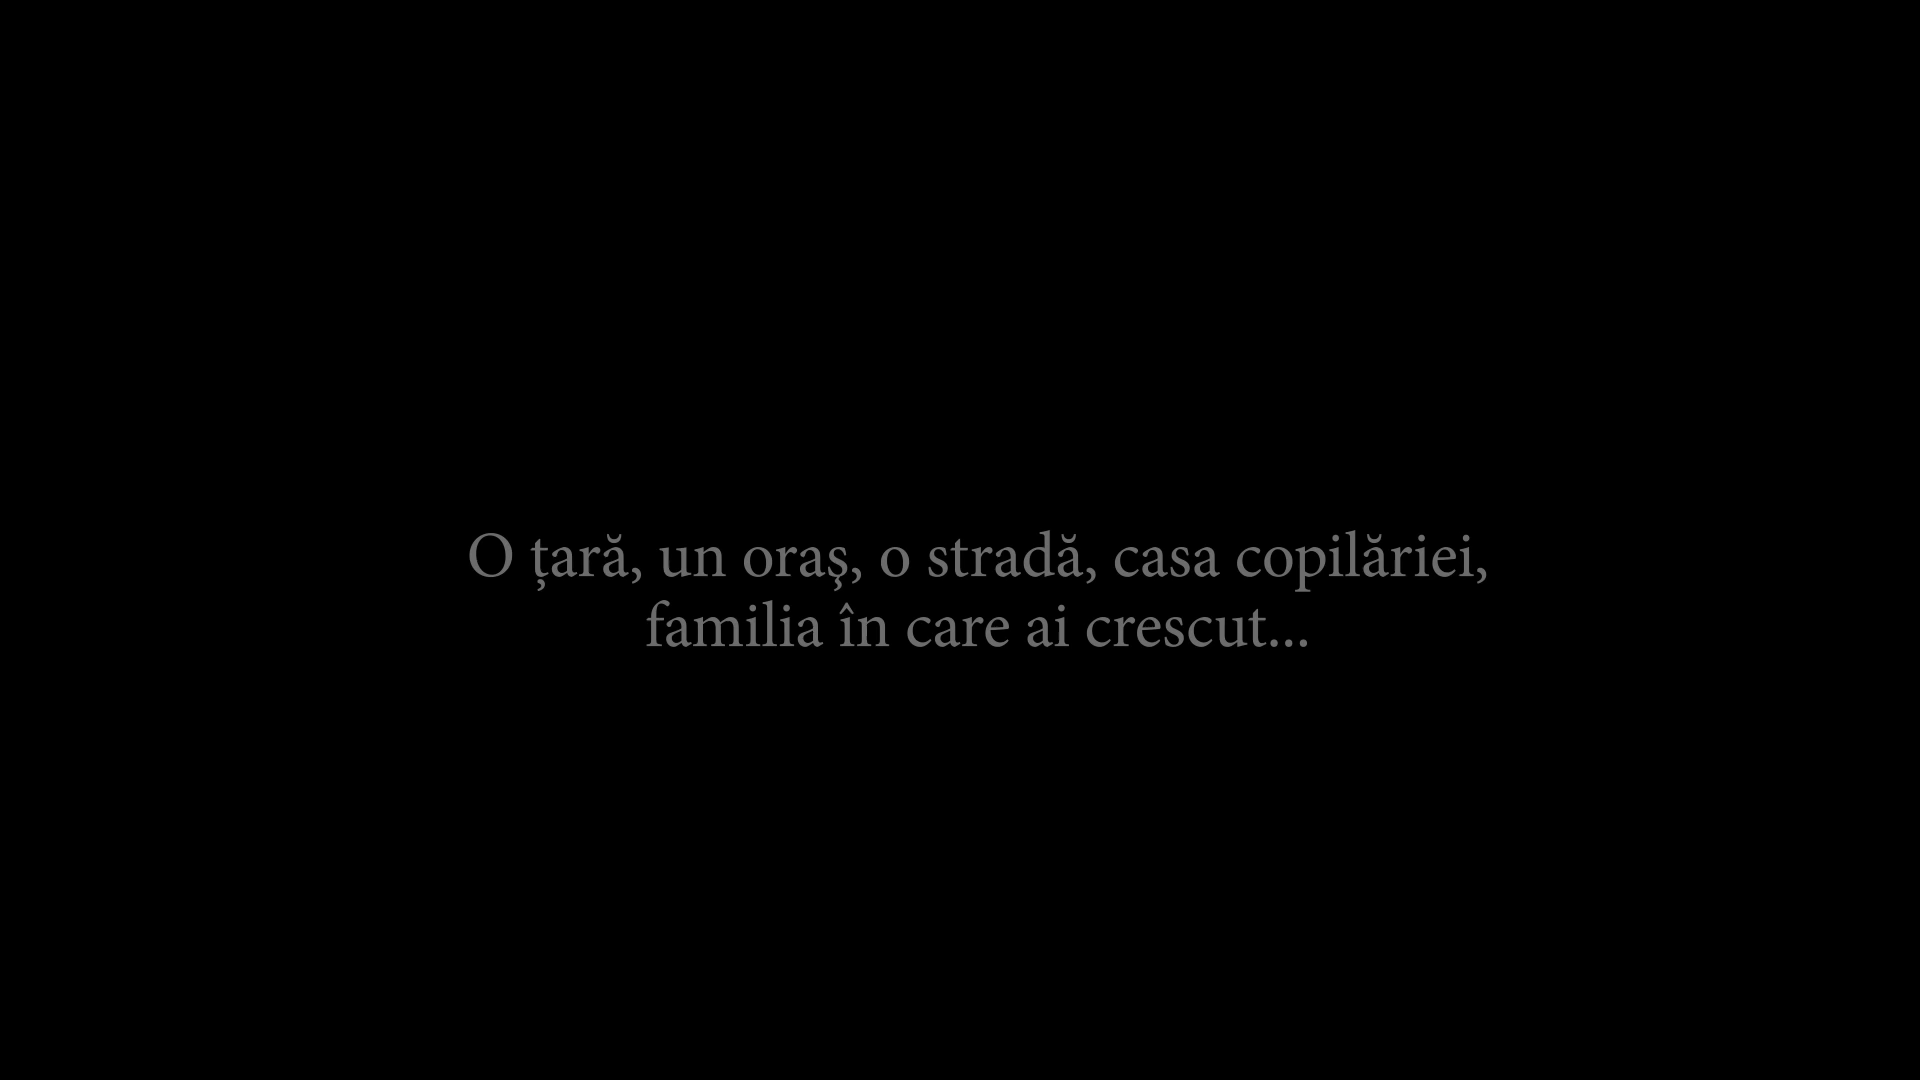 O țară, un oraş, o stradă, casa copilăriei,
familia în care ai crescut...